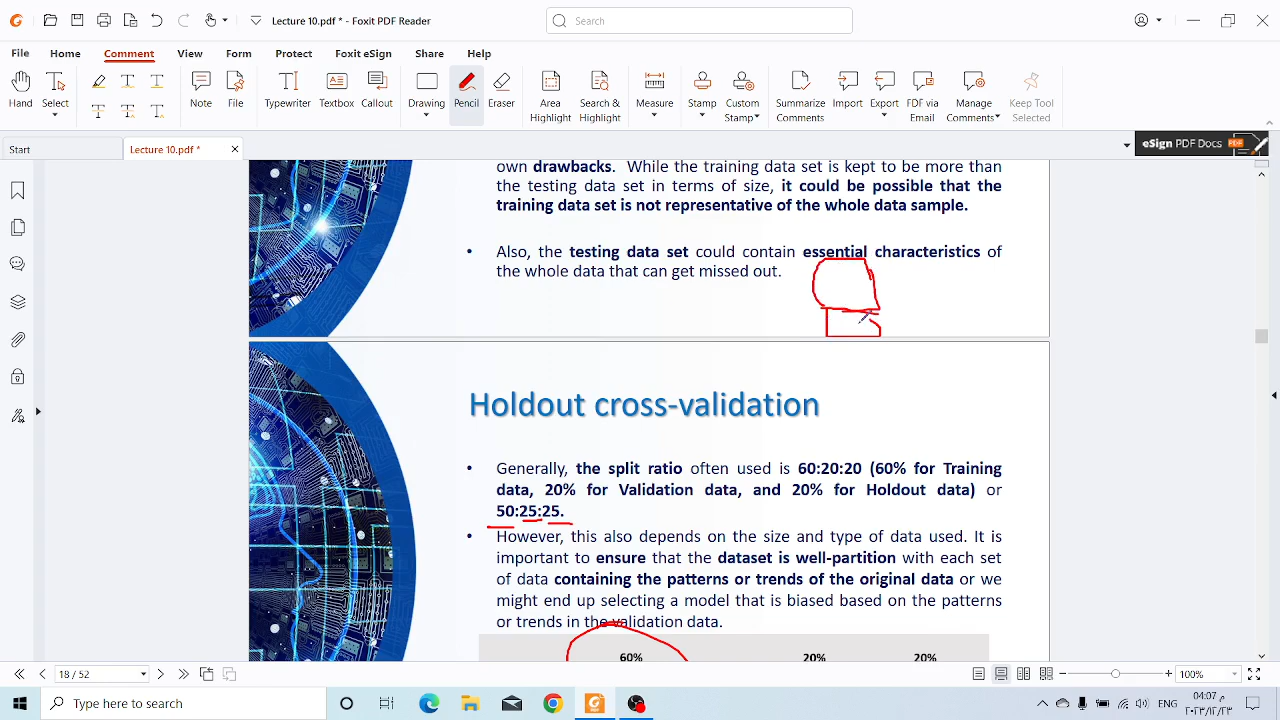 Lecture 10.pdf * - Foxit PDF Reader
Search
File Home Comment View Form Protect Foxit eSign Share Help
Hand Select Note File Typewriter Textbox Callout Drawing Pencil Eraser Area Highlight Search & Highlight Measure Stamp Custom Stamp Summarize Comments Import Export FDF via Email Manage Comments Keep Tool Selected
Start Lecture 10.pdf * eSign PDF Docs
own drawbacks. While the training data set is kept to be more than
the testing data set in terms of size, it could be possible that the
training data set is not representative of the whole data sample.
• Also, the testing data set could contain essential characteristics of
the whole data that can get missed out.
Holdout cross-validation
• Generally, the split ratio often used is 60:20:20 (60% for Training
data, 20% for Validation data, and 20% for Holdout data) or
50:25:25.
• However, this also depends on the size and type of data used. It is
important to ensure that the dataset is well-partition with each set
of data containing the patterns or trends of the original data or we
might end up selecting a model that is biased based on the patterns
or trends in the validation data.
60% 20% 20%
18 / 52 100%
Type here to search
04:07